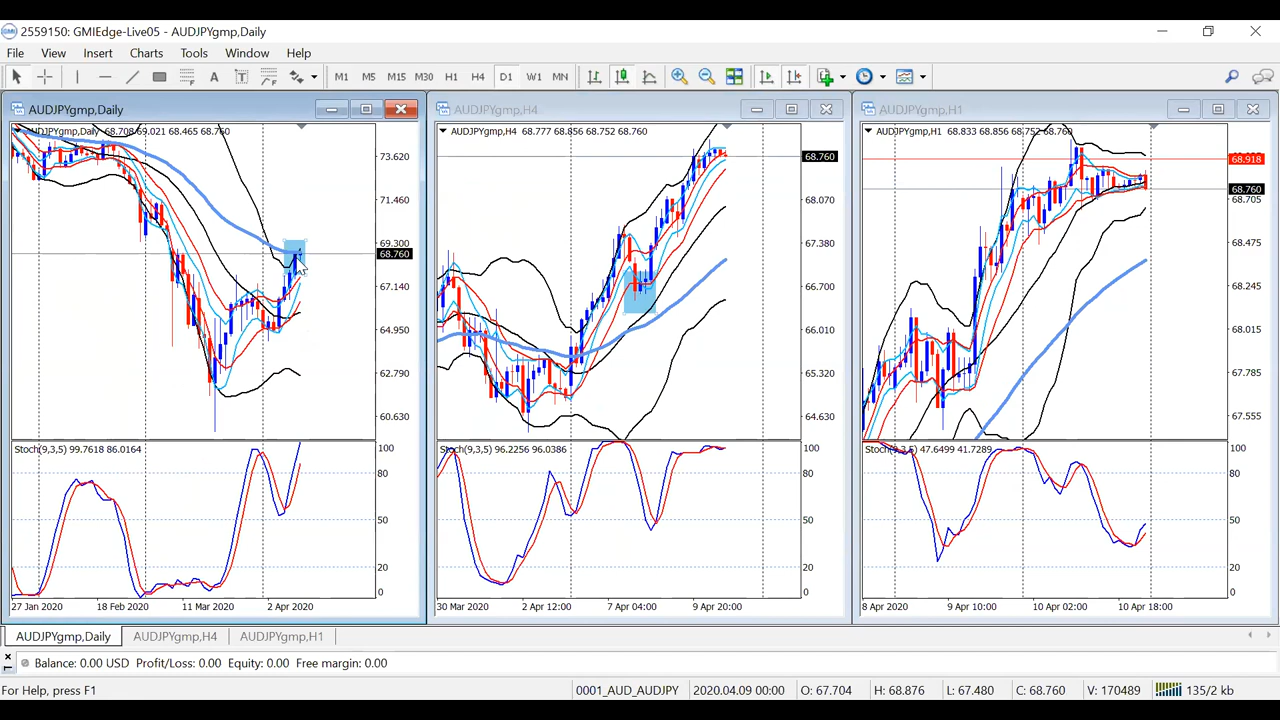 2559150: GMIEdge-Live05 - AUDJPYgmp,Daily
File View Insert Charts Tools Window Help
M1 M5 M15 M30 H1 H4 D1 W1 MN
AUDJPYgmp,Daily
AUDJPYgmp,Daily 68.708 69.021 68.465 68.760
73.620
71.460
69.300
68.760
67.140
64.950
62.790
60.630
Stoch(9,3,5) 99.7618 86.0164
100
80
50
20
0
27 Jan 2020 18 Feb 2020 11 Mar 2020 2 Apr 2020
AUDJPYgmp,H4
AUDJPYgmp,H4 68.777 68.856 68.752 68.760
68.760
68.070
67.380
66.700
66.010
65.320
64.630
Stoch(9,3,5) 96.2256 96.0386
100
80
50
20
0
30 Mar 2020 2 Apr 12:00 7 Apr 04:00 9 Apr 20:00
AUDJPYgmp,H1
AUDJPYgmp,H1 68.833 68.856 68.752 68.760
68.918
68.760
68.705
68.475
68.245
68.015
67.785
67.555
Stoch(9,3,5) 47.6499 41.7289
100
80
50
20
0
8 Apr 2020 9 Apr 10:00 10 Apr 02:00 10 Apr 18:00
AUDJPYgmp,Daily AUDJPYgmp,H4 AUDJPYgmp,H1
Balance: 0.00 USD Profit/Loss: 0.00 Equity: 0.00 Free margin: 0.00
For Help, press F1 0001_AUD_AUDJPY 2020.04.09 00:00 O: 67.704 H: 68.876 L: 67.480 C: 68.760 V: 170489 135/2 kb